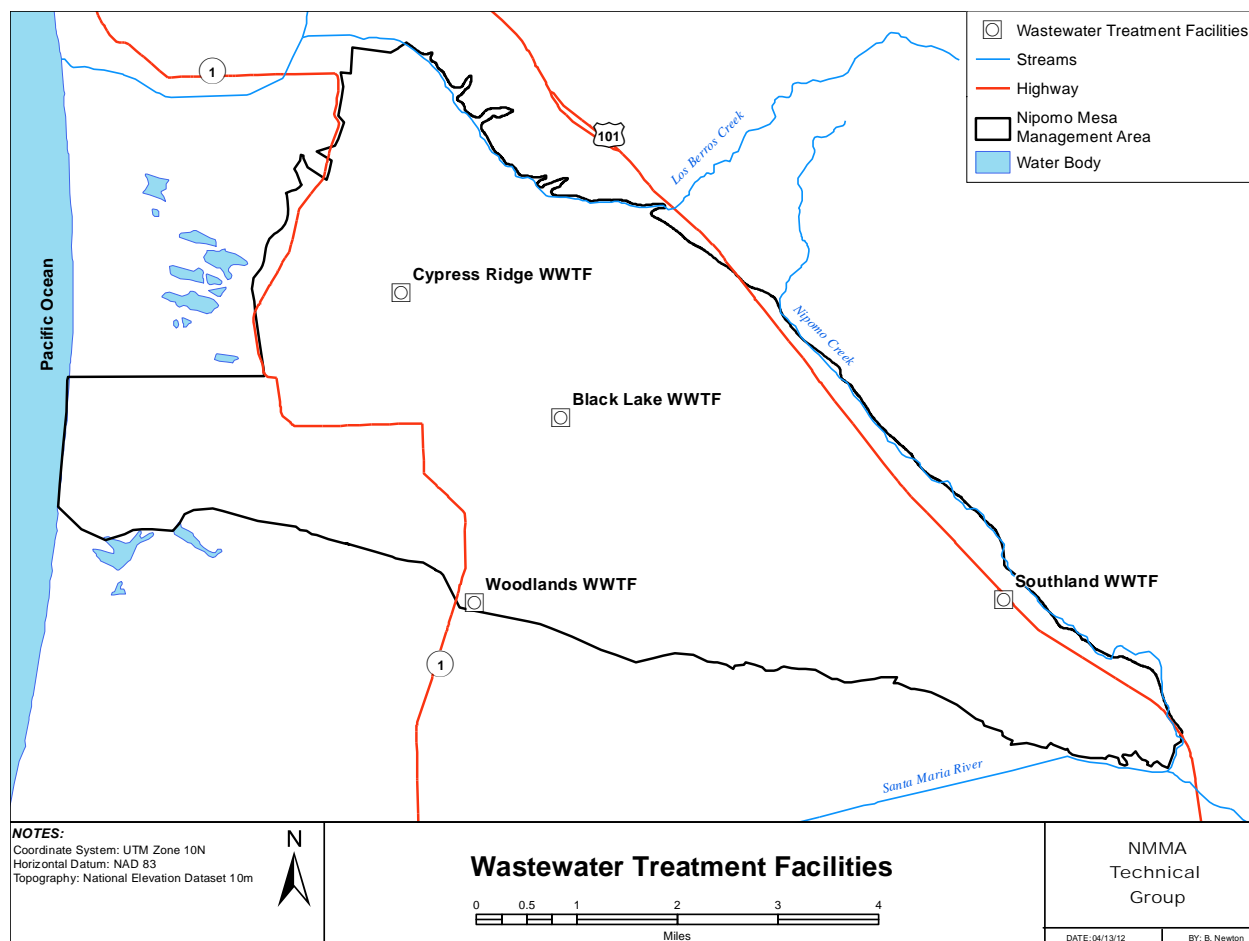 Wastewater Treatment Facilities
Streams
Highway
Nipomo Mesa
Management Area
Water Body
1
101
Los Berros Creek
Cypress Ridge WWTF
Pacific Ocean
Nipomo Creek
Black Lake WWTF
Woodlands WWTF
Southland WWTF
1
Santa Maria River
NOTES:
Coordinate System: UTM Zone 10N
Horizontal Datum: NAD 83
Topography: National Elevation Dataset 10m
N
Wastewater Treatment Facilities
0 0.5 1 2 3 4
Miles
NMMA
Technical
Group
DATE:04/13/12 BY: B. Newton